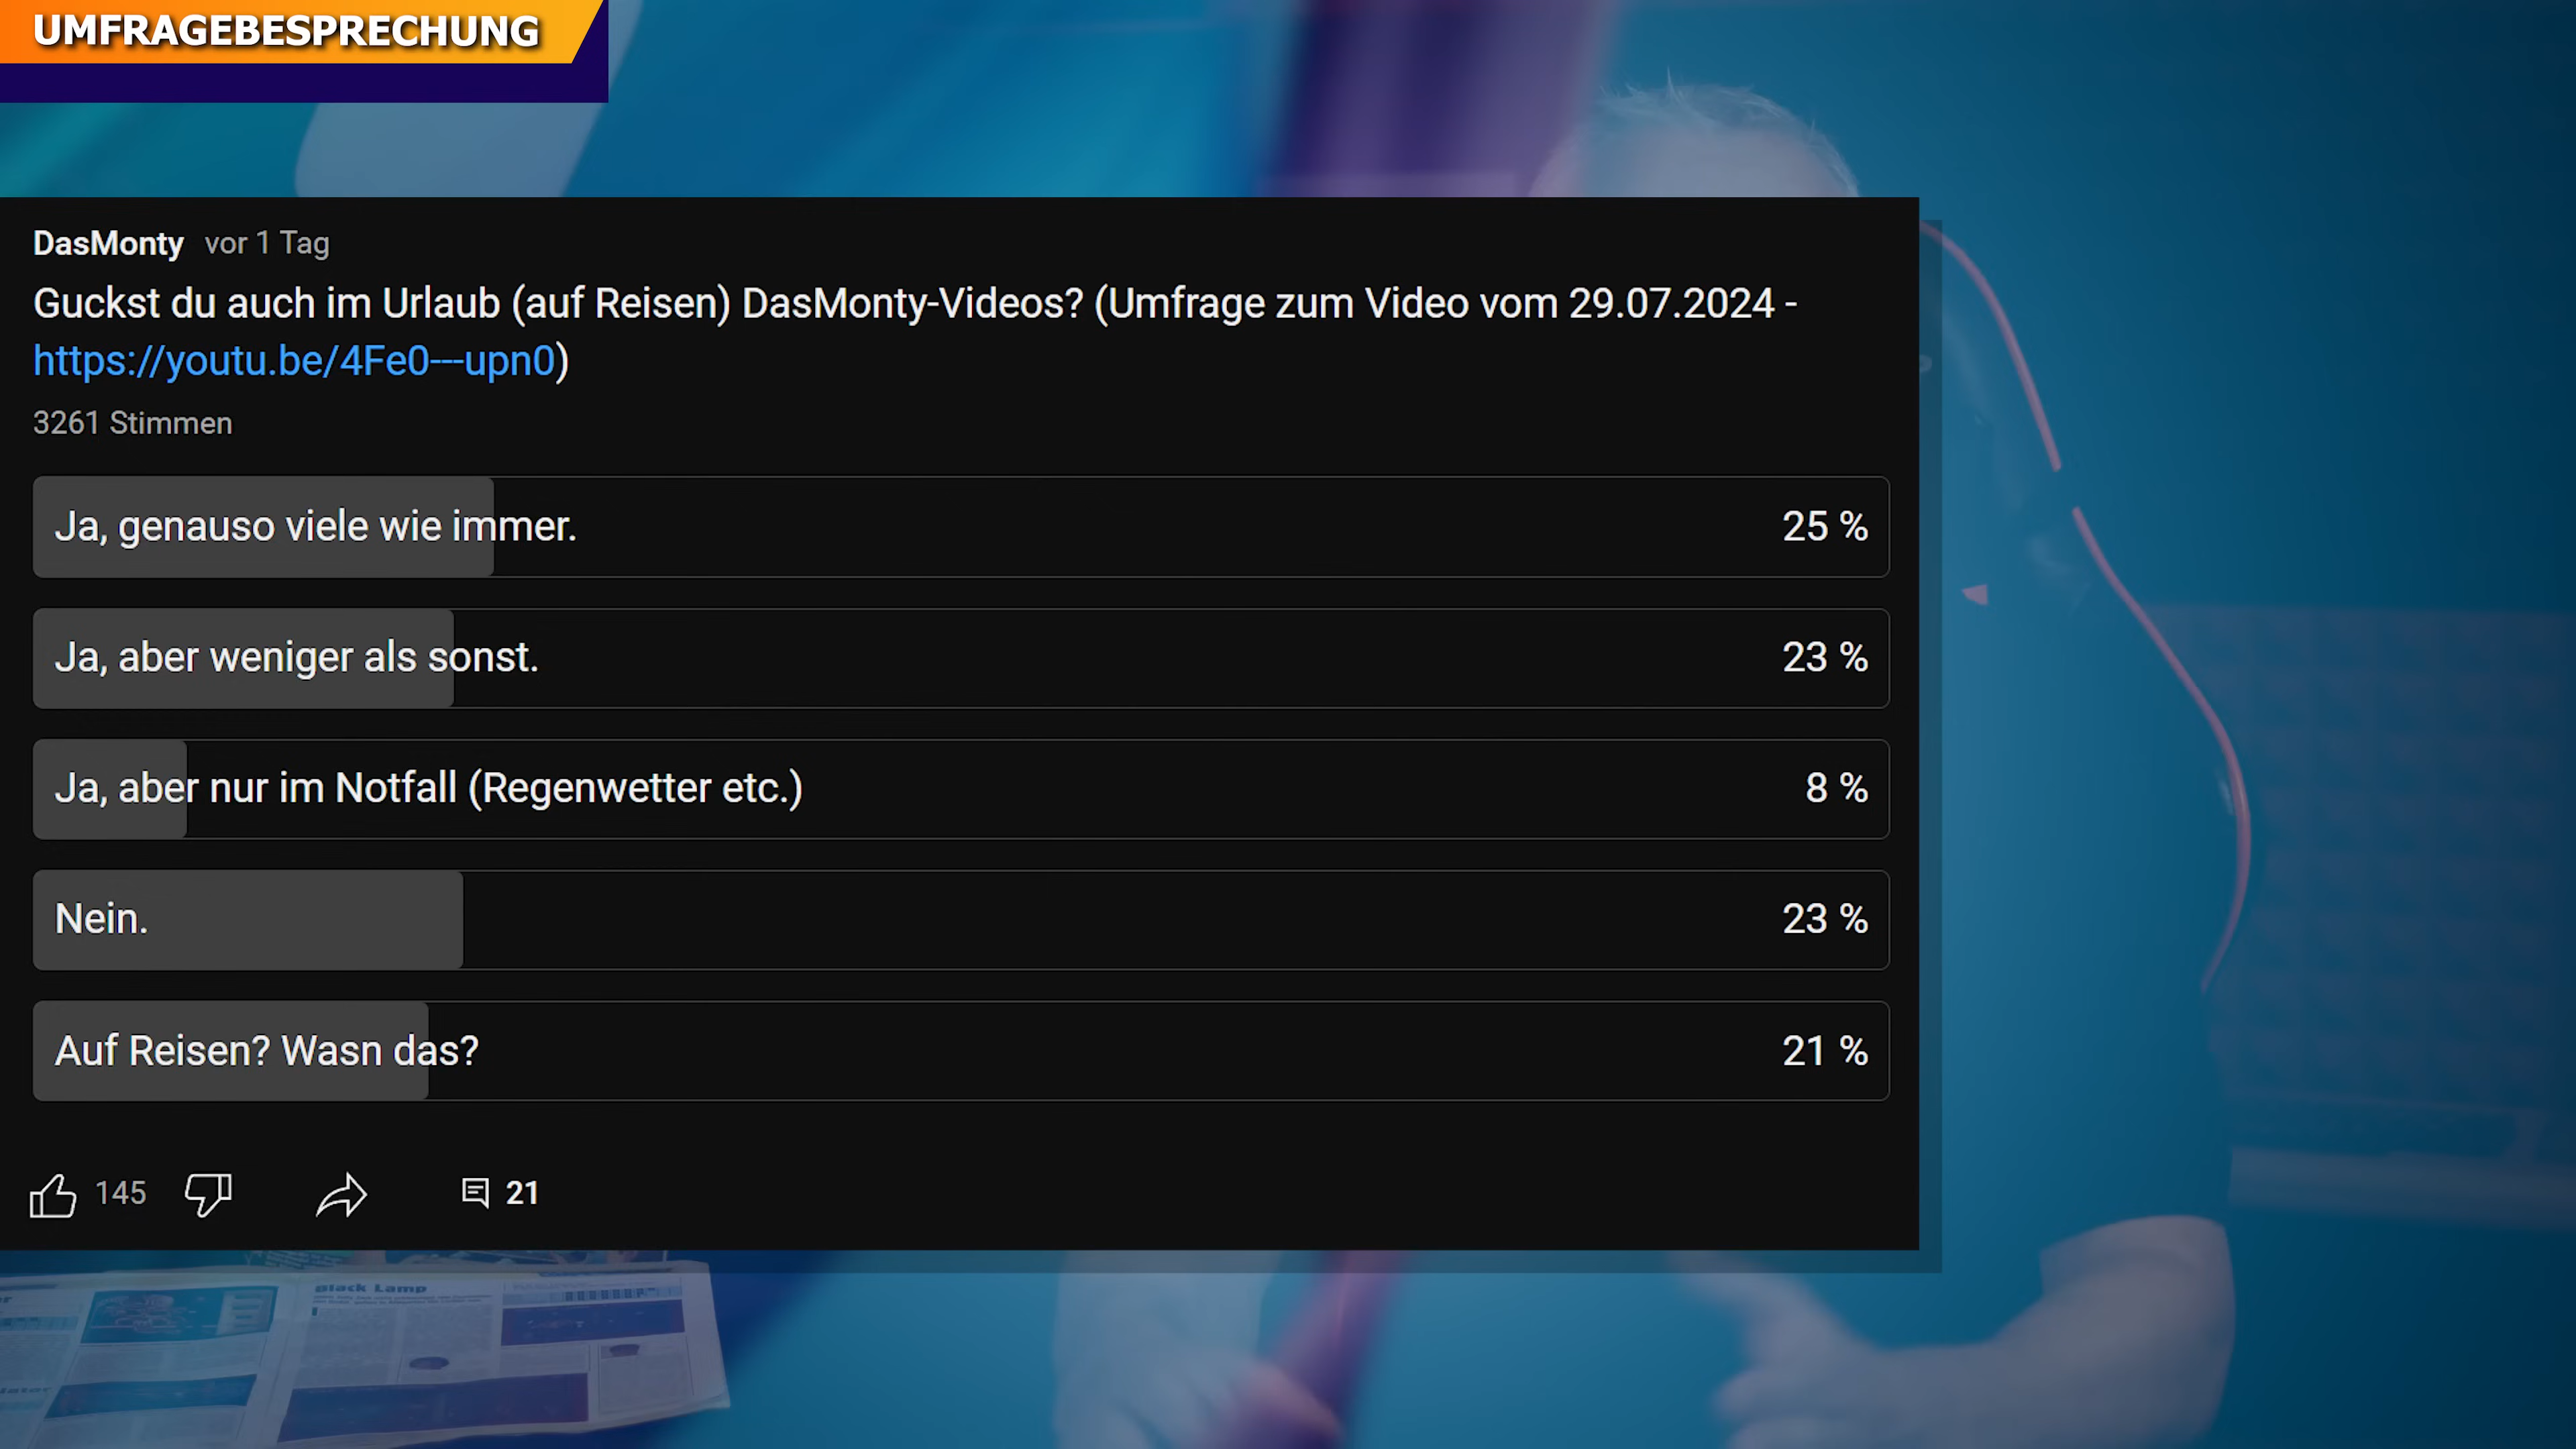 UMFRAGEBESPRECHUNG
DasMonty vor 1 Tag
Guckst du auch im Urlaub (auf Reisen) DasMonty-Videos? (Umfrage zum Video vom 29.07.2024 -
https://youtu.be/4Fe0---upn0)
3261 Stimmen
Ja, genauso viele wie immer. 25 %
Ja, aber weniger als sonst. 23 %
Ja, aber nur im Notfall (Regenwetter etc.) 8 %
Nein. 23 %
Auf Reisen? Wasn das? 21 %
145 21
Black Lamp